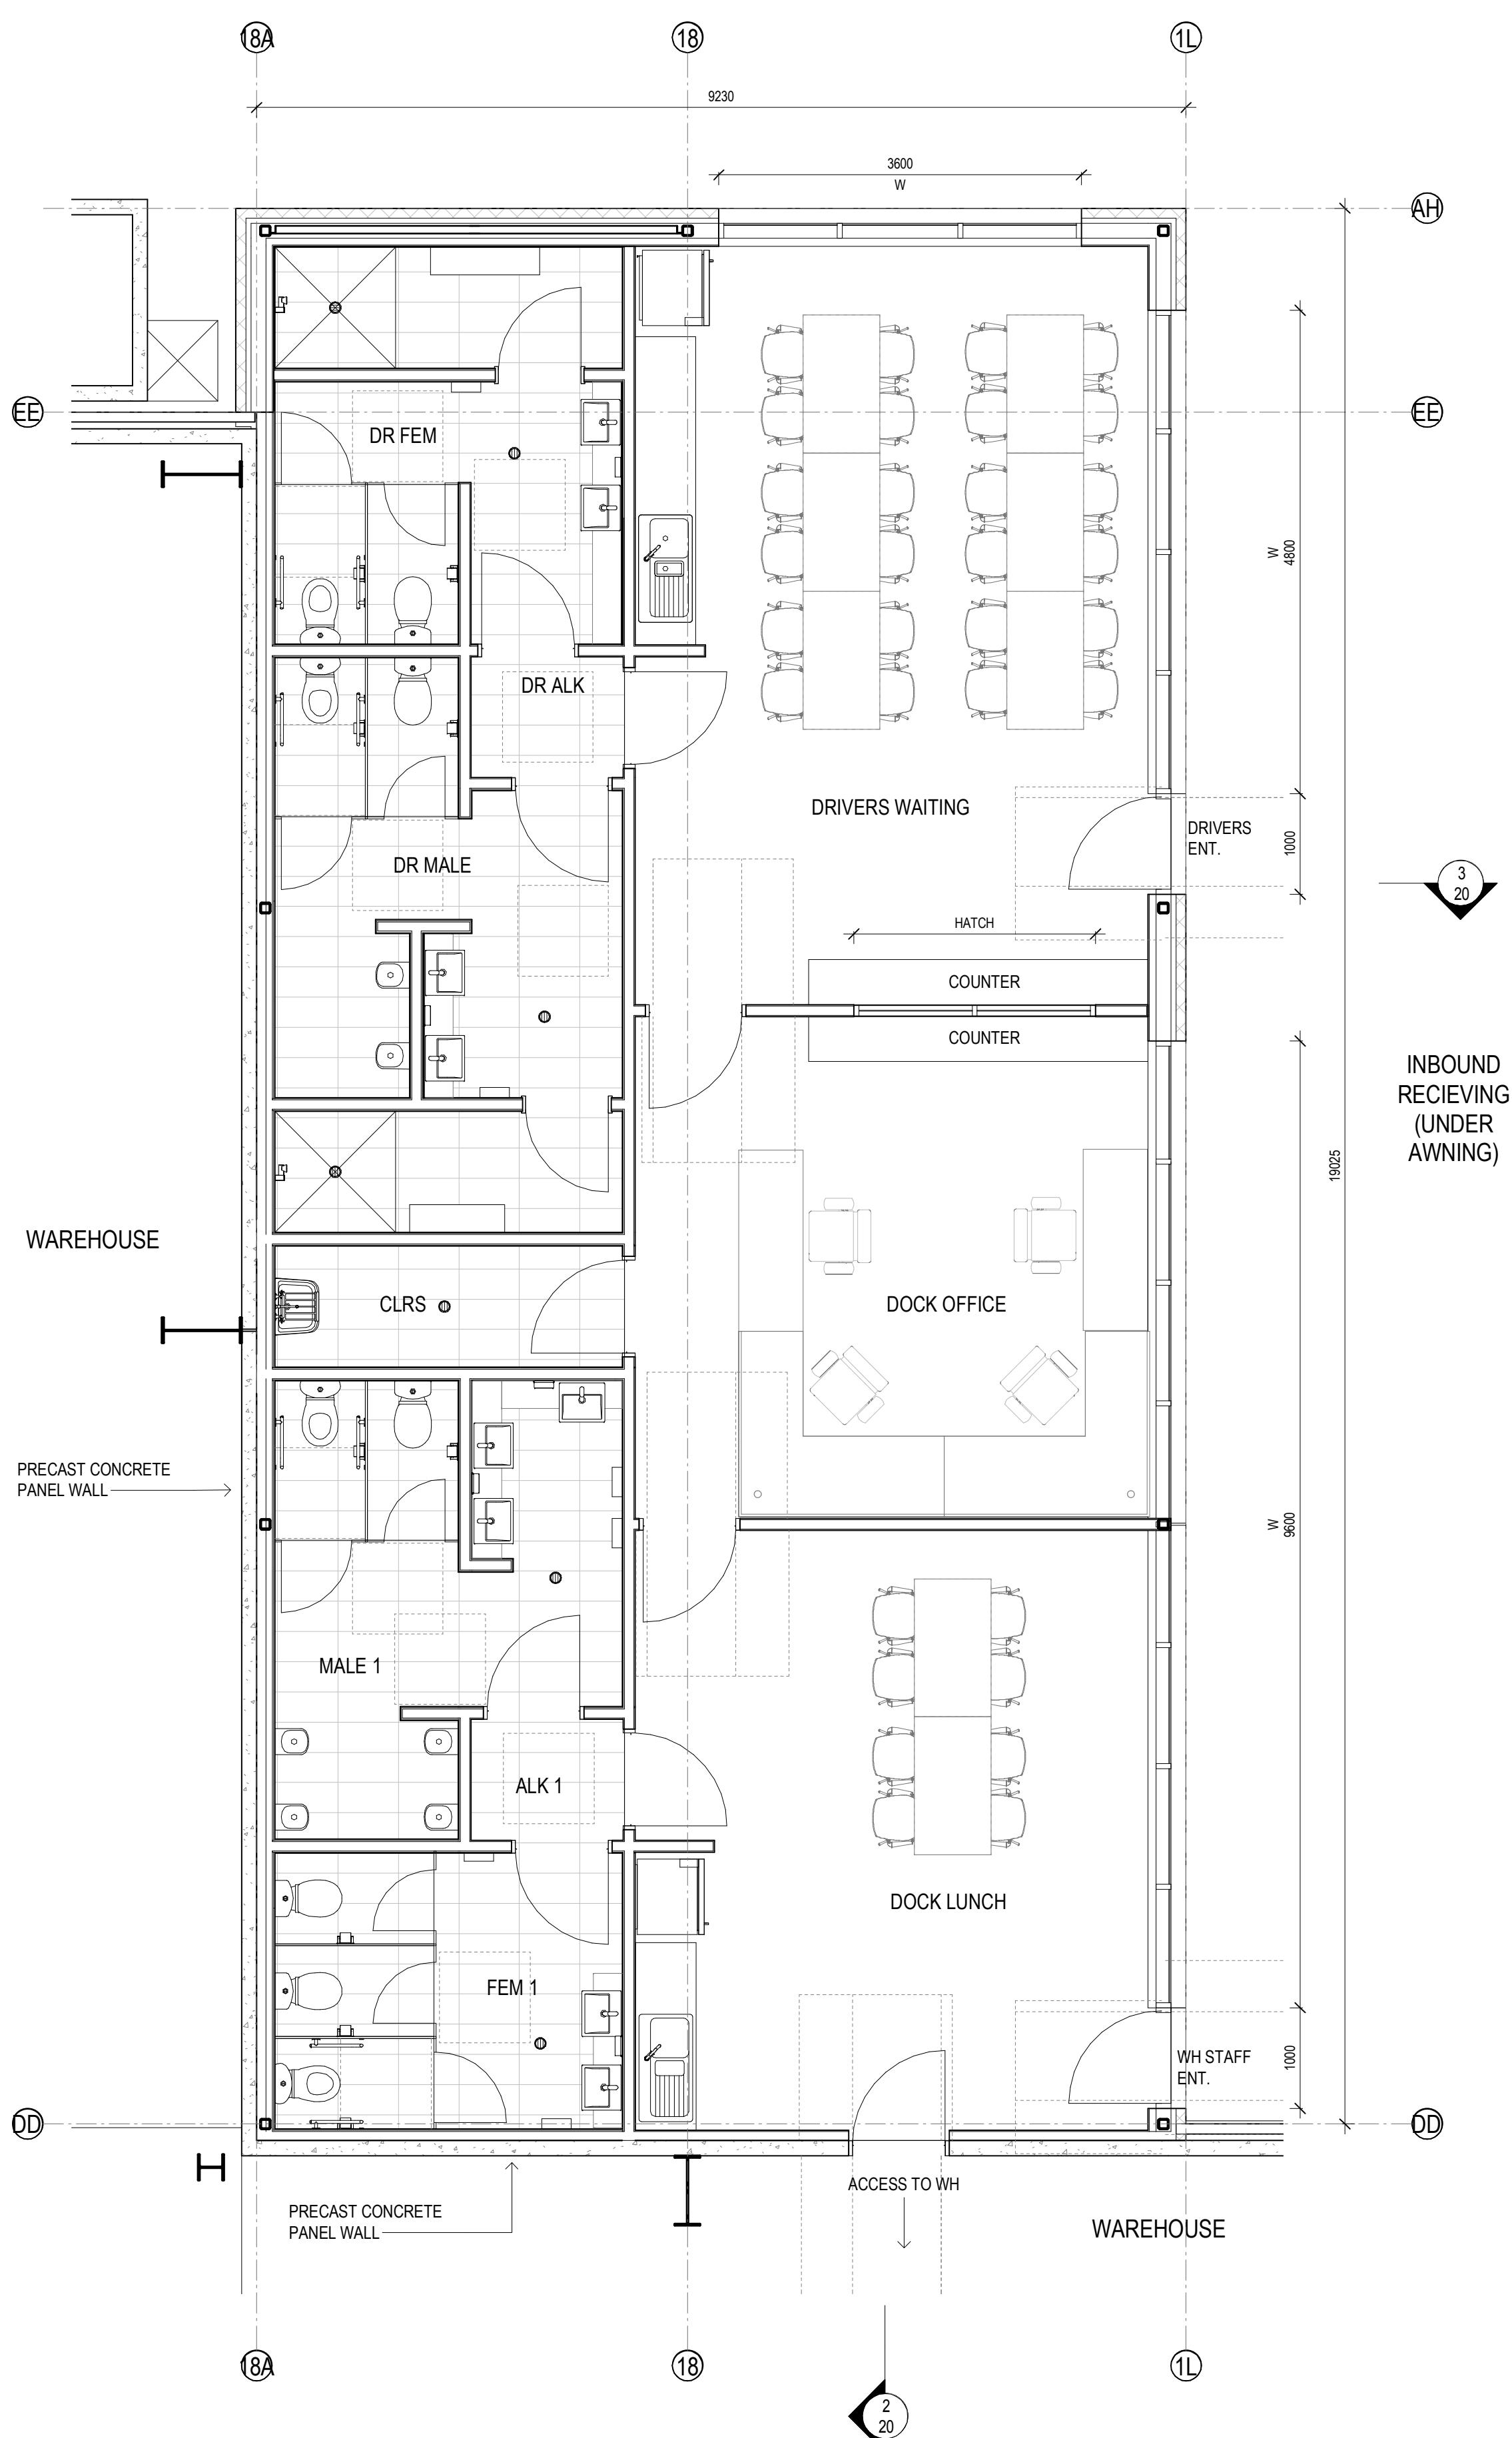 18A
18
1L
9230
3600
W
AH
EE
EE
DR FEM
W
4800
DR ALK
DRIVERS WAITING
DRIVERS
ENT.
1000
DR MALE
3
20
HATCH
COUNTER
COUNTER
INBOUND
RECIEVING
(UNDER
AWNING)
19025
WAREHOUSE
CLRS
DOCK OFFICE
PRECAST CONCRETE
PANEL WALL
W
9600
MALE 1
ALK 1
DOCK LUNCH
FEM 1
WH STAFF
ENT.
1000
DD
DD
ACCESS TO WH
PRECAST CONCRETE
PANEL WALL
WAREHOUSE
18A
18
1L
2
20